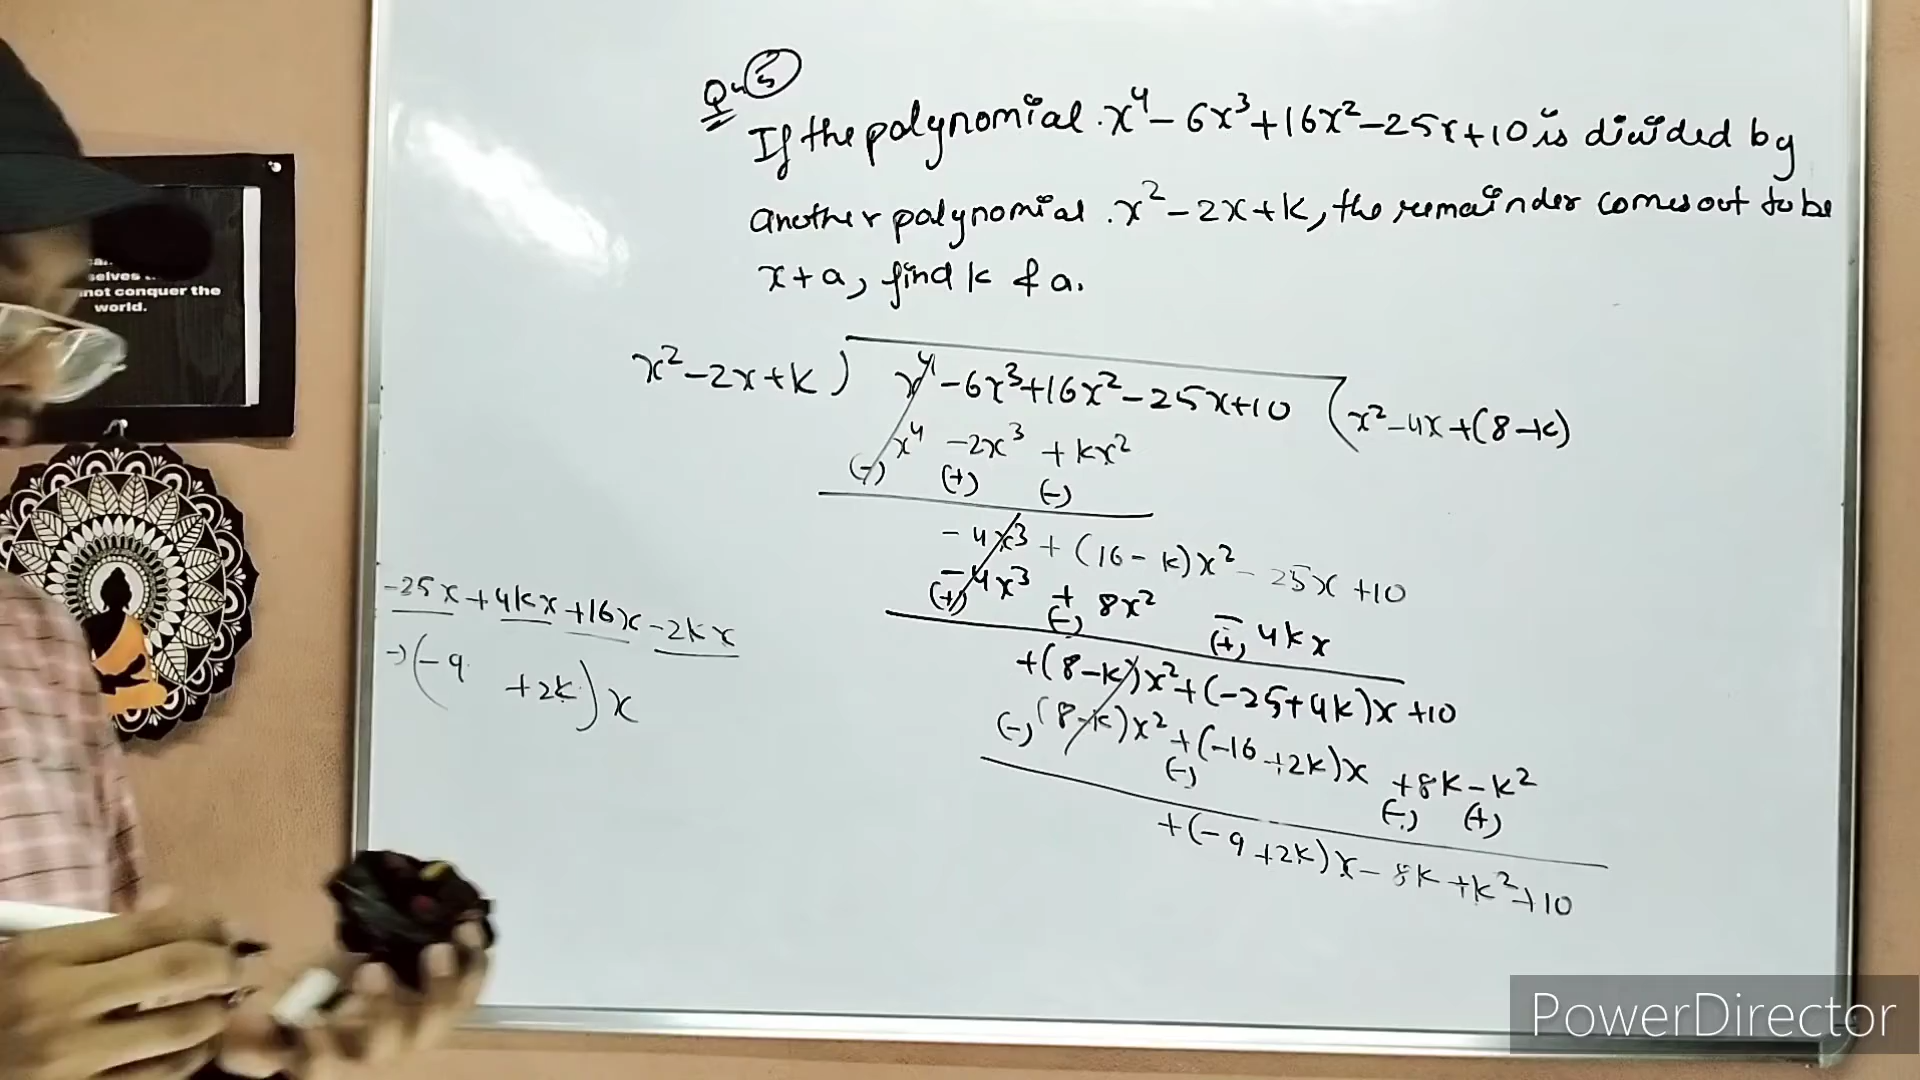 Q. 5
If the polynomial. x⁴ - 6x³ + 16x² - 25x + 10 is divided by
another polynomial. x² - 2x + k, the remainder comes out to be
x + a, find k & a.
x² - 2x + k ) x⁴ - 6x³ + 16x² - 25x + 10 ( x² - 4x + (8 - k)
x⁴ - 2x³ + kx²
(-) (+) (-)
- 4x³ + (16 - k)x² - 25x + 10
- 4x³ + 8x² - 4kx
(+) (-) (+)
+ (8 - k)x² + (-25 + 4k)x + 10
(-) (8 - k)x² + (-16 + 2k)x + 8k - k²
(-) (-) (+)
+ (-9 + 2k)x - 8k + k² + 10
-25x + 4kx + 16x - 2kx
→ (-9 + 2k)x
selves
not conquer the
world.
PowerDirector